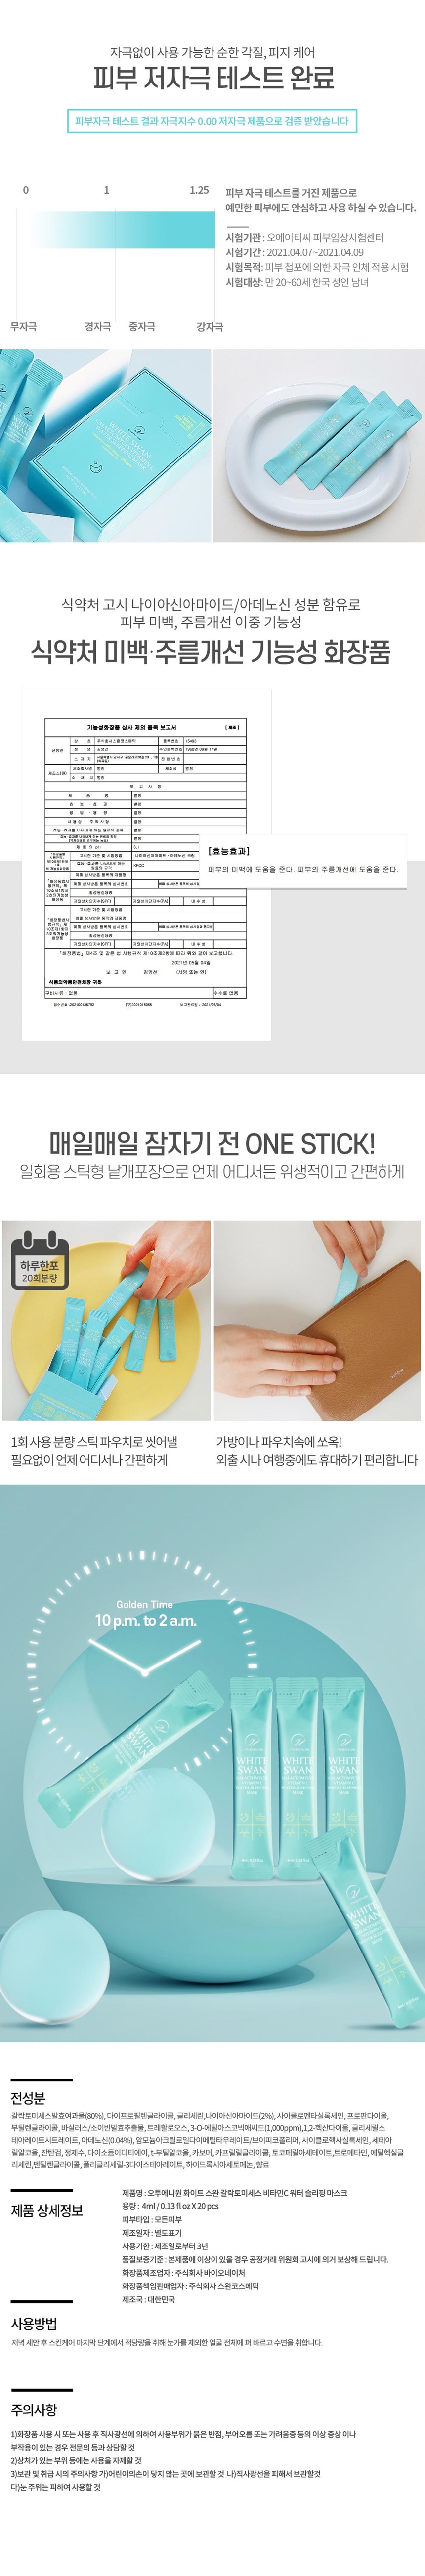 자극없이 사용 가능한 순한 각질, 피지 케어
피부 저자극 테스트 완료
피부자극 테스트 결과 자극지수 0.00 저자극 제품으로 검증 받았습니다
0
1
1.25
무자극
경자극
중자극
강자극
피부 자극 테스트를 거친 제품으로
예민한 피부에도 안심하고 사용 하실 수 있습니다.
시험기관 : 오에이티씨 피부임상시험센터
시험기간 : 2021.04.07~2021.04.09
시험목적: 피부 첩포에 의한 자극 인체 적용 시험
시험대상: 만 20~60세 한국 성인 남녀
WHITE SWAN
식약처 고시 나이아신아마이드/아데노신 성분 함유로
피부 미백, 주름개선 이중 기능성
식약처 미백·주름개선 기능성 화장품
기능성화장품 심사 제외 품목 보고서
보 고 사 항
[효능효과]
피부의 미백에 도움을 준다. 피부의 주름개선에 도움을 준다.
2021년 05월 04일
식품의약품안전처장 귀하
구비서류 : 없음
수수료 없음
매일매일 잠자기 전 ONE STICK!
일회용 스틱형 낱개포장으로 언제 어디서든 위생적이고 간편하게
하루한포
20회분량
1회 사용 분량 스틱 파우치로 씻어낼
필요없이 언제 어디서나 간편하게
가방이나 파우치속에 쏘옥!
외출 시나 여행중에도 휴대하기 편리합니다
Golden Time
10 p.m. to 2 a.m.
WHITE
SWAN
WHITE
SWAN
WHITE
SWAN
WHITE
SWAN
전성분
갈락토미세스발효여과물(80%), 다이프로필렌글라이콜, 글리세린,나이아신아마이드(2%), 사이클로펜타실록세인, 프로판다이올,
부틸렌글라이콜, 바실러스/소이빈발효추출물, 트레할로오스, 3-O-에틸아스코빅애씨드(1,000ppm),1,2-헥산다이올, 글리세릴스
테아레이트시트레이트, 아데노신(0.04%), 암모늄아크릴로일다이메틸타우레이트/브이피코폴리머, 사이클로헥사실록세인, 세테아
릴알코올, 잔탄검, 정제수, 다이소듐이디티에이, t-부틸알코올, 카보머, 카프릴릴글라이콜, 토코페릴아세테이트,트로메타민, 에틸헥실글
리세린,펜틸렌글라이콜, 폴리글리세릴-3다이스테아레이트, 하이드록시아세토페논, 향료
제품 상세정보
제품명 : 오투에니원 화이트 스완 갈락토미세스 비타민C 워터 슬리핑 마스크
용량 : 4ml / 0.13 fl oz X 20 pcs
피부타입 : 모든피부
제조일자 : 별도표기
사용기한 : 제조일로부터 3년
품질보증기준 : 본제품에 이상이 있을 경우 공정거래 위원회 고시에 의거 보상해 드립니다.
화장품제조업자 : 주식회사 바이오네이처
화장품책임판매업자 : 주식회사 스완코스메틱
제조국 : 대한민국
사용방법
저녁 세안 후 스킨케어 마지막 단계에서 적당량을 취해 눈가를 제외한 얼굴 전체에 펴 바르고 수면을 취합니다.
주의사항
1)화장품 사용 시 또는 사용 후 직사광선에 의하여 사용부위가 붉은 반점, 부어오름 또는 가려움증 등의 이상 증상 이나
부작용이 있는 경우 전문의 등과 상담할 것
2)상처가 있는 부위 등에는 사용을 자제할 것
3)보관 및 취급 시의 주의사항 가)어린이의손이 닿지 않는 곳에 보관할 것 나)직사광선을 피해서 보관할것
다)눈 주위는 피하여 사용할 것